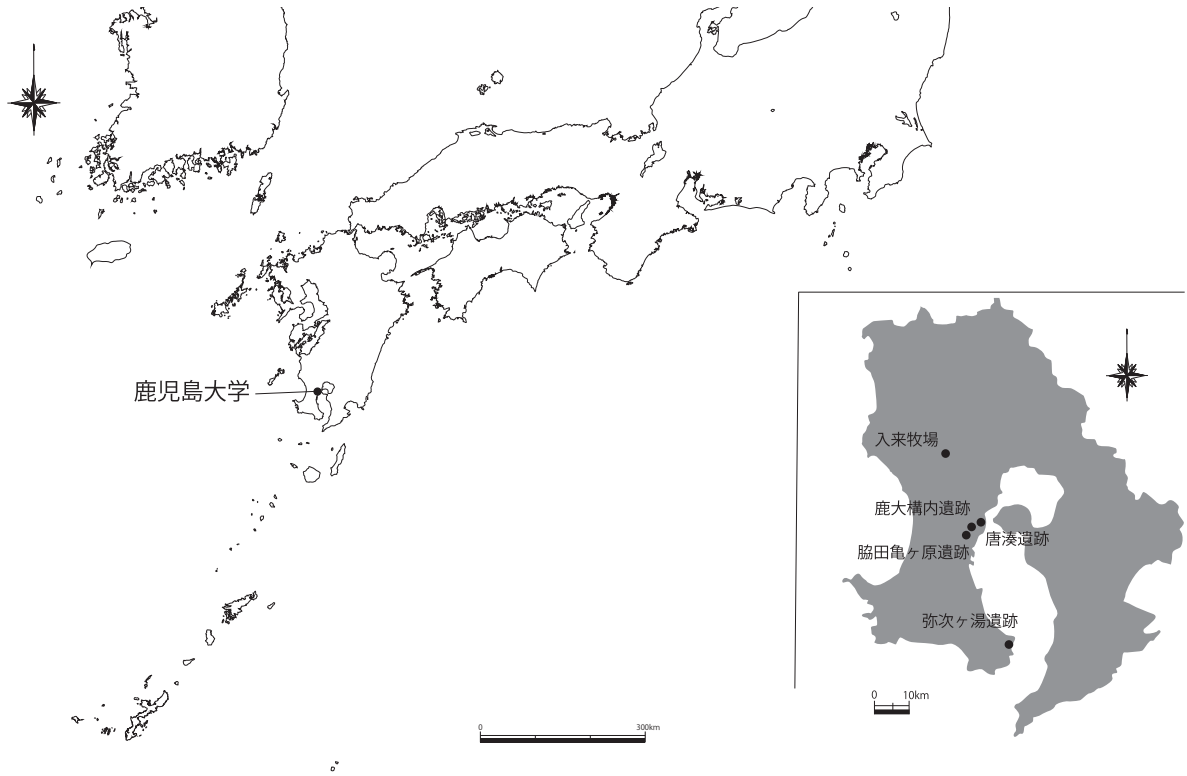 鹿児島大学
入来牧場
鹿大構内遺跡
唐湊遺跡
脇田亀ヶ原遺跡
弥次ヶ湯遺跡
0 10km
0 300km